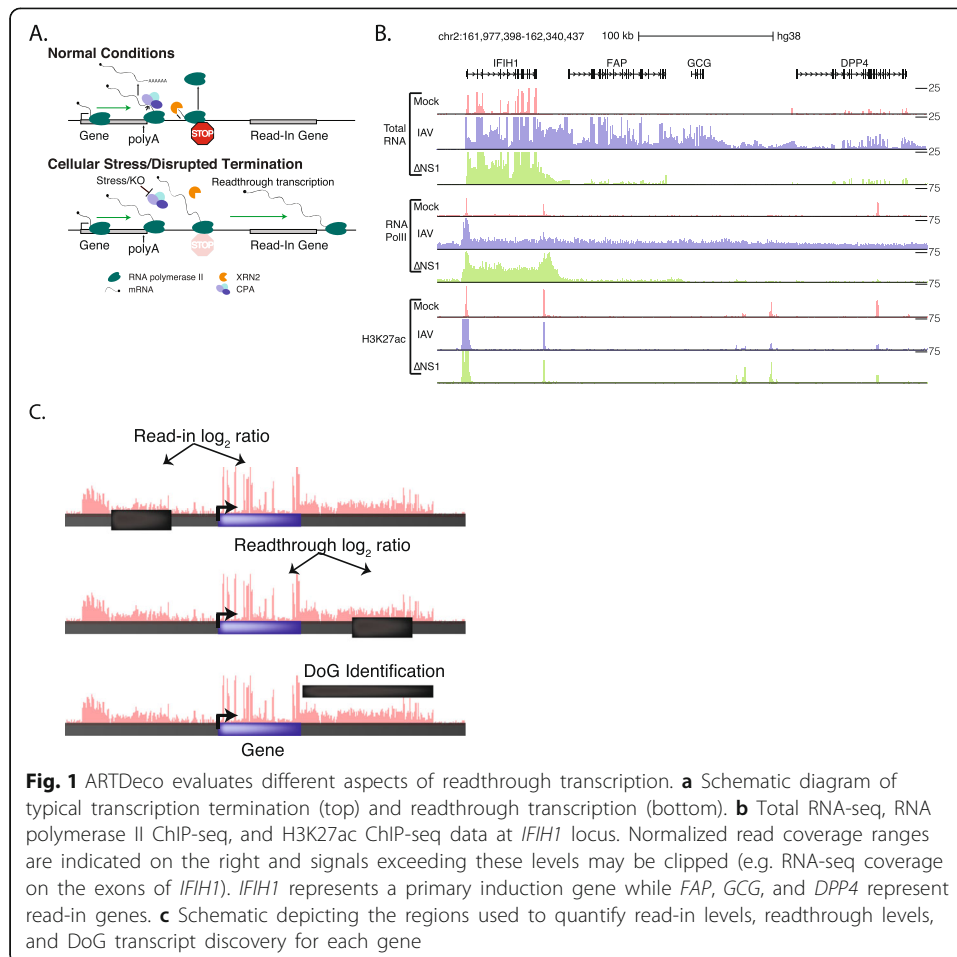 A.
Normal Conditions
AAAAAA
STOP
Gene
polyA
Read-In Gene
Cellular Stress/Disrupted Termination
Stress/KO
Readthrough transcription
STOP
Gene
polyA
Read-In Gene
RNA polymerase II
XRN2
mRNA
CPA
B.
chr2:161,977,398-162,340,437
100 kb
hg38
IFIH1
FAP
GCG
DPP4
Total RNA
Mock
25
IAV
25
ΔNS1
25
RNA PolII
Mock
75
IAV
75
ΔNS1
75
H3K27ac
Mock
75
IAV
75
ΔNS1
75
C.
Read-in log2 ratio
Readthrough log2 ratio
DoG Identification
Gene
Fig. 1 ARTDeco evaluates different aspects of readthrough transcription. a Schematic diagram of
typical transcription termination (top) and readthrough transcription (bottom). b Total RNA-seq, RNA
polymerase II ChIP-seq, and H3K27ac ChIP-seq data at IFIH1 locus. Normalized read coverage ranges
are indicated on the right and signals exceeding these levels may be clipped (e.g. RNA-seq coverage
on the exons of IFIH1). IFIH1 represents a primary induction gene while FAP, GCG, and DPP4 represent
read-in genes. c Schematic depicting the regions used to quantify read-in levels, readthrough levels,
and DoG transcript discovery for each gene